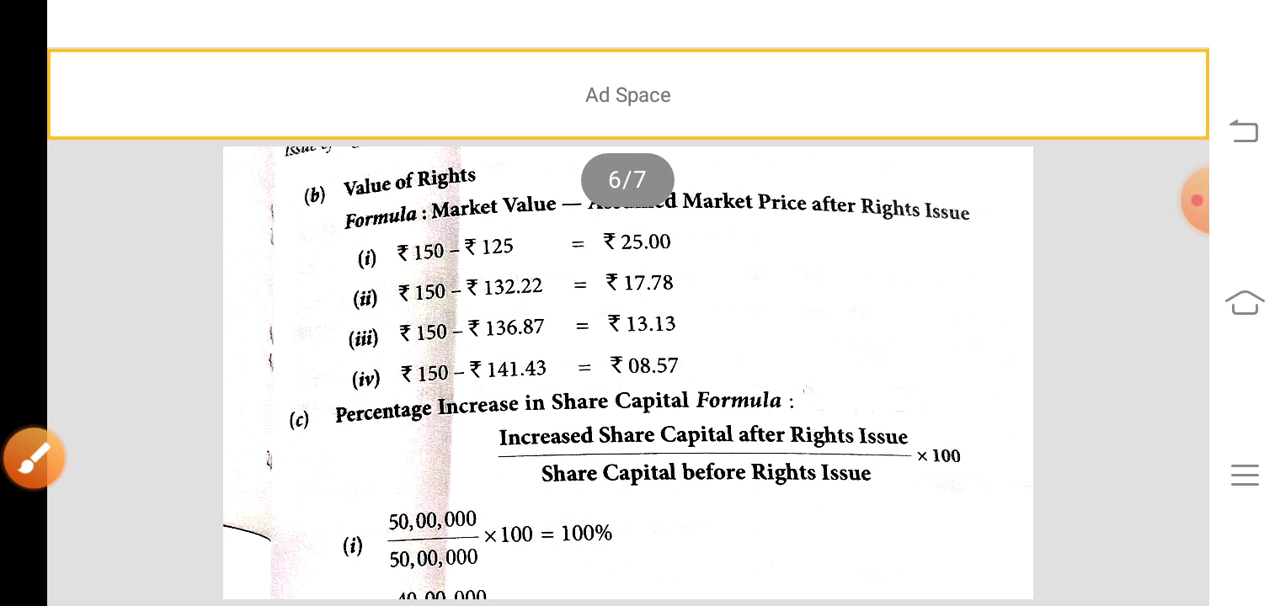 Ad Space
6/7
(b) Value of Rights
Formula : Market Value — Market Price after Rights Issue
(i) ₹ 150 – ₹ 125 = ₹ 25.00
(ii) ₹ 150 – ₹ 132.22 = ₹ 17.78
(iii) ₹ 150 – ₹ 136.87 = ₹ 13.13
(iv) ₹ 150 – ₹ 141.43 = ₹ 08.57
(c) Percentage Increase in Share Capital Formula :
Increased Share Capital after Rights Issue
× 100
Share Capital before Rights Issue
(i) 50,00,000
× 100 = 100%
50,00,000